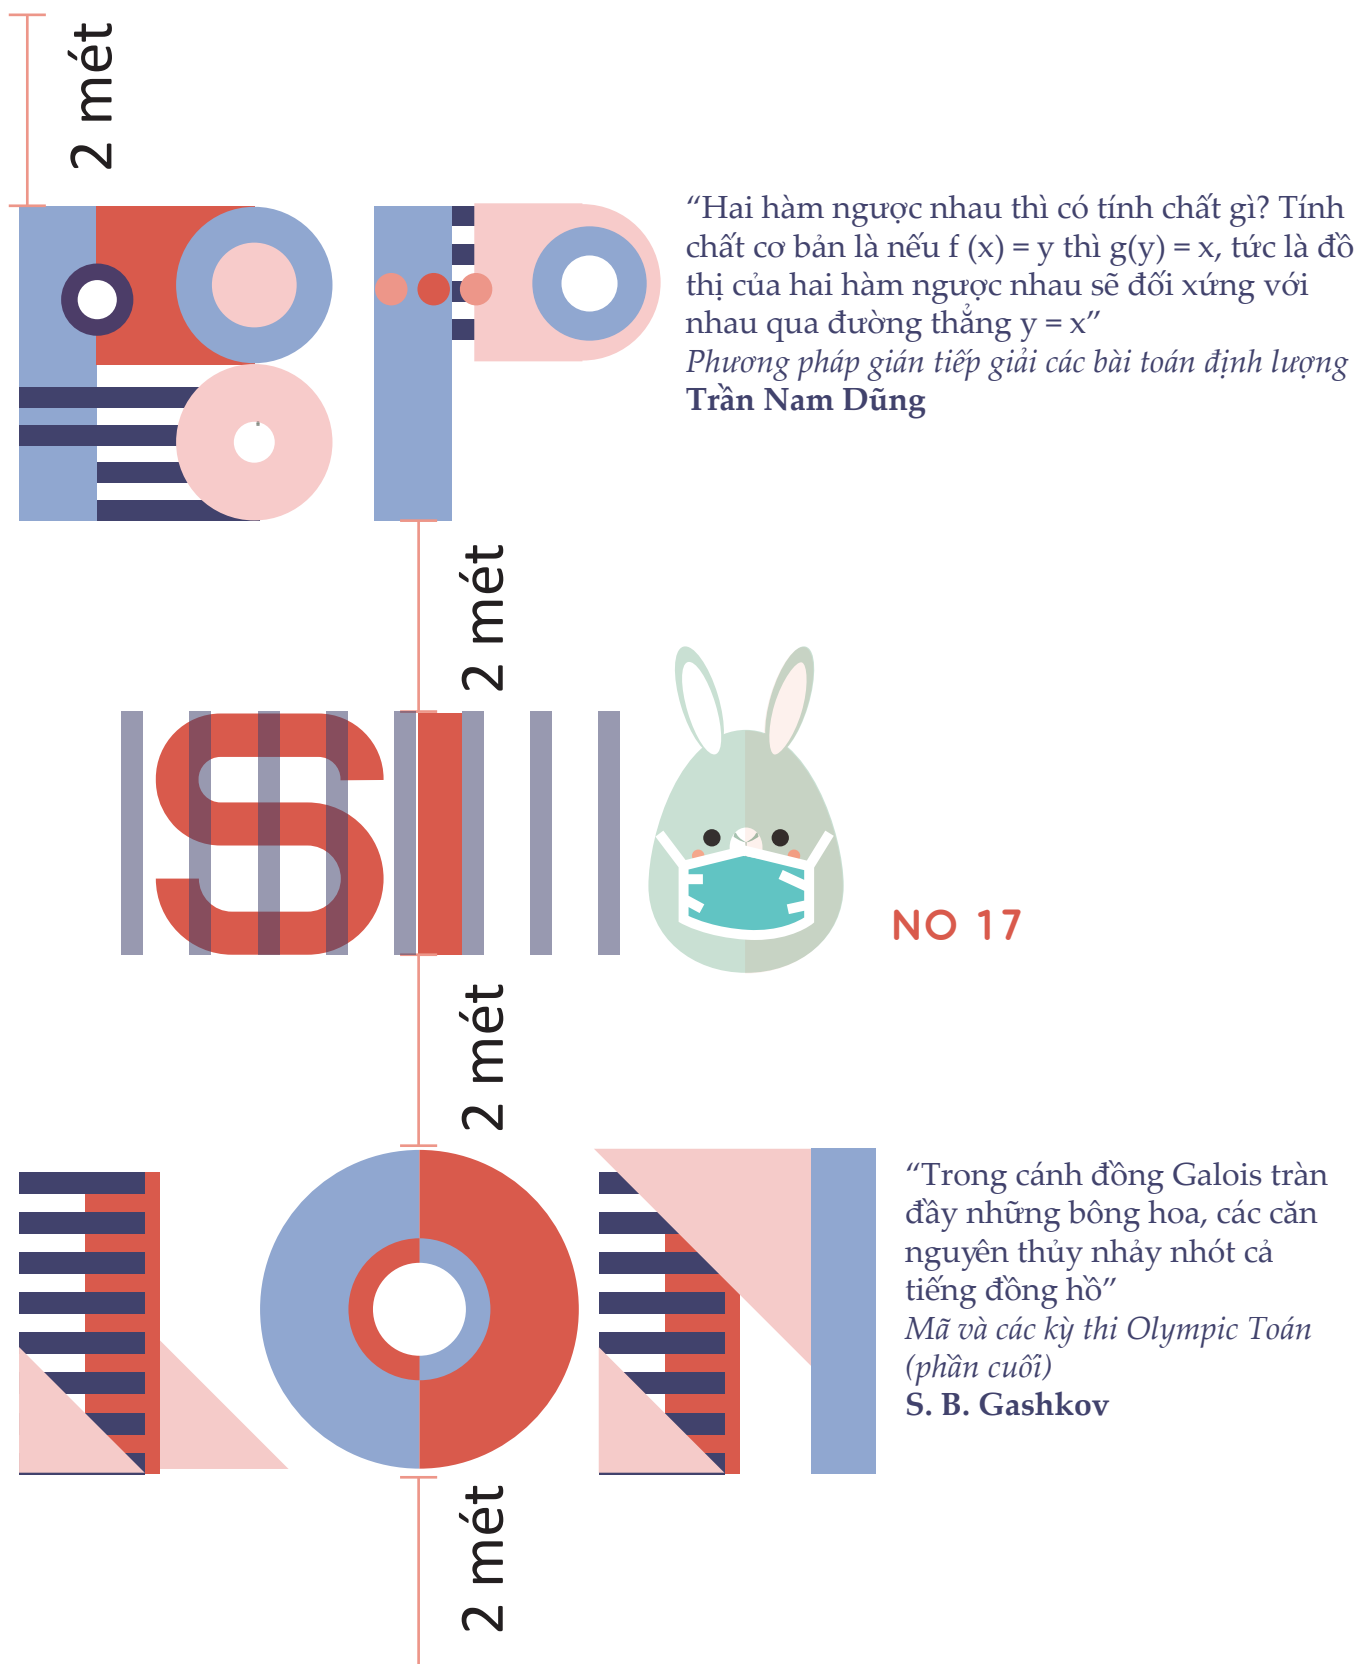 2 mét
EP
“Hai hàm ngược nhau thì có tính chất gì? Tính
chất cơ bản là nếu f (x) = y thì g(y) = x, tức là đồ
thị của hai hàm ngược nhau sẽ đối xứng với
nhau qua đường thẳng y = x”
Phương pháp gián tiếp giải các bài toán định lượng
Trần Nam Dũng
2 mét
SI
NO 17
2 mét
LON
“Trong cánh đồng Galois tràn
đầy những bông hoa, các căn
nguyên thủy nhảy nhót cả
tiếng đồng hồ”
Mã và các kỳ thi Olympic Toán
(phần cuối)
S. B. Gashkov
2 mét